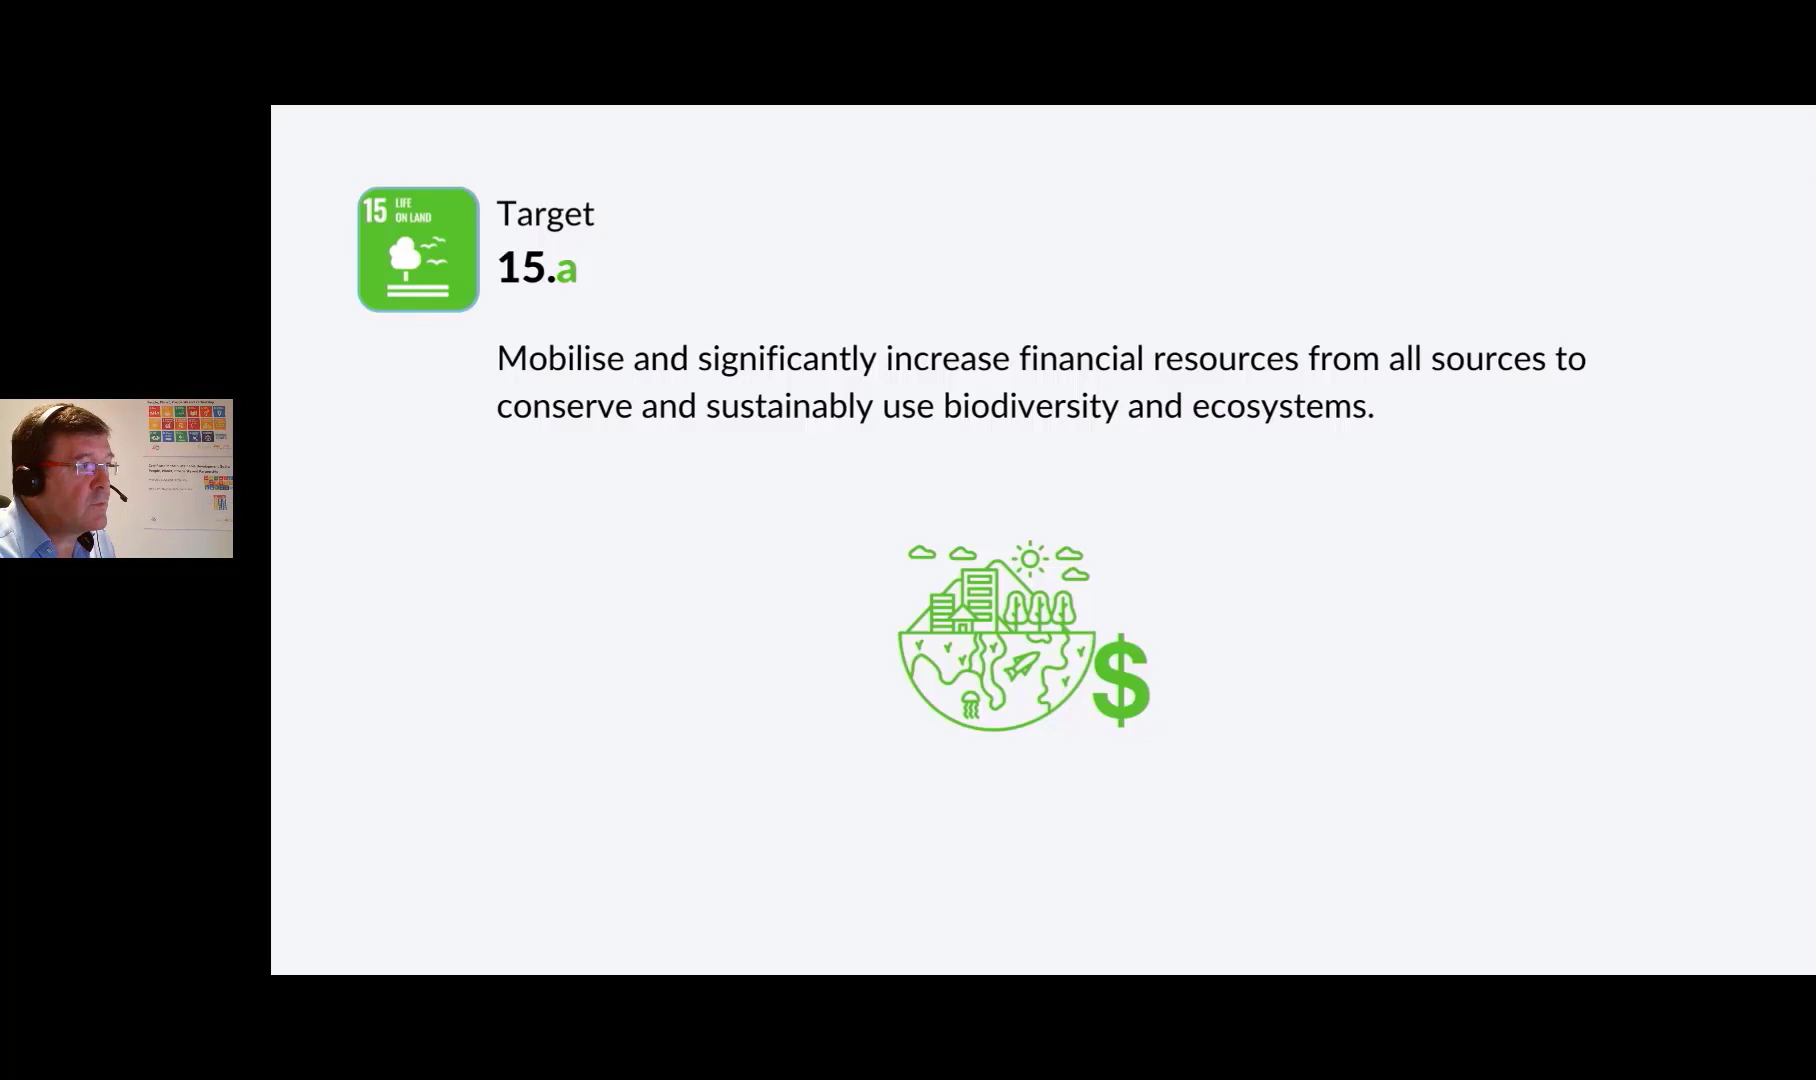 15 LIFE
ON LAND
Target
15.a
Mobilise and significantly increase financial resources from all sources to
conserve and sustainably use biodiversity and ecosystems.
$